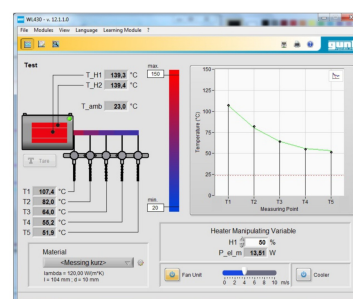 WL430 - v. 12.1.1.0
File Modules View Language Learning Module ?
gunt
Test
T_H1 139,3 °C
T_H2 139,4 °C
T_amb 23,0 °C
max.
150
min.
20
Tare
T1 107,4 °C
T2 82,0 °C
T3 64,0 °C
T4 55,2 °C
T5 51,9 °C
Temperature (°C)
150
125
100
75
50
25
0
T1 T2 T3 T4 T5
Measuring Point
Material
<Messing kurz>
lambda = 120,00 W/(m*K)
l = 104 mm ; d = 10 mm
Heater Manipulating Variable
H1 50 %
P_el_m 13,51 W
Fan Unit
0 2 4 6 8 10 m/s
Cooler